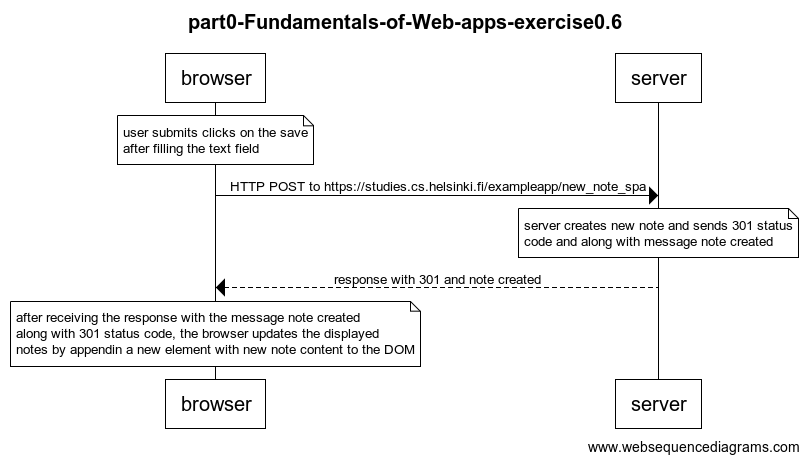 part0-Fundamentals-of-Web-apps-exercise0.6
browser
server
user submits clicks on the save
after filling the text field
HTTP POST to https://studies.cs.helsinki.fi/exampleapp/new_note_spa
server creates new note and sends 301 status
code and along with message note created
response with 301 and note created
after receiving the response with the message note created
along with 301 status code, the browser updates the displayed
notes by appendin a new element with new note content to the DOM
browser
server
www.websequencediagrams.com